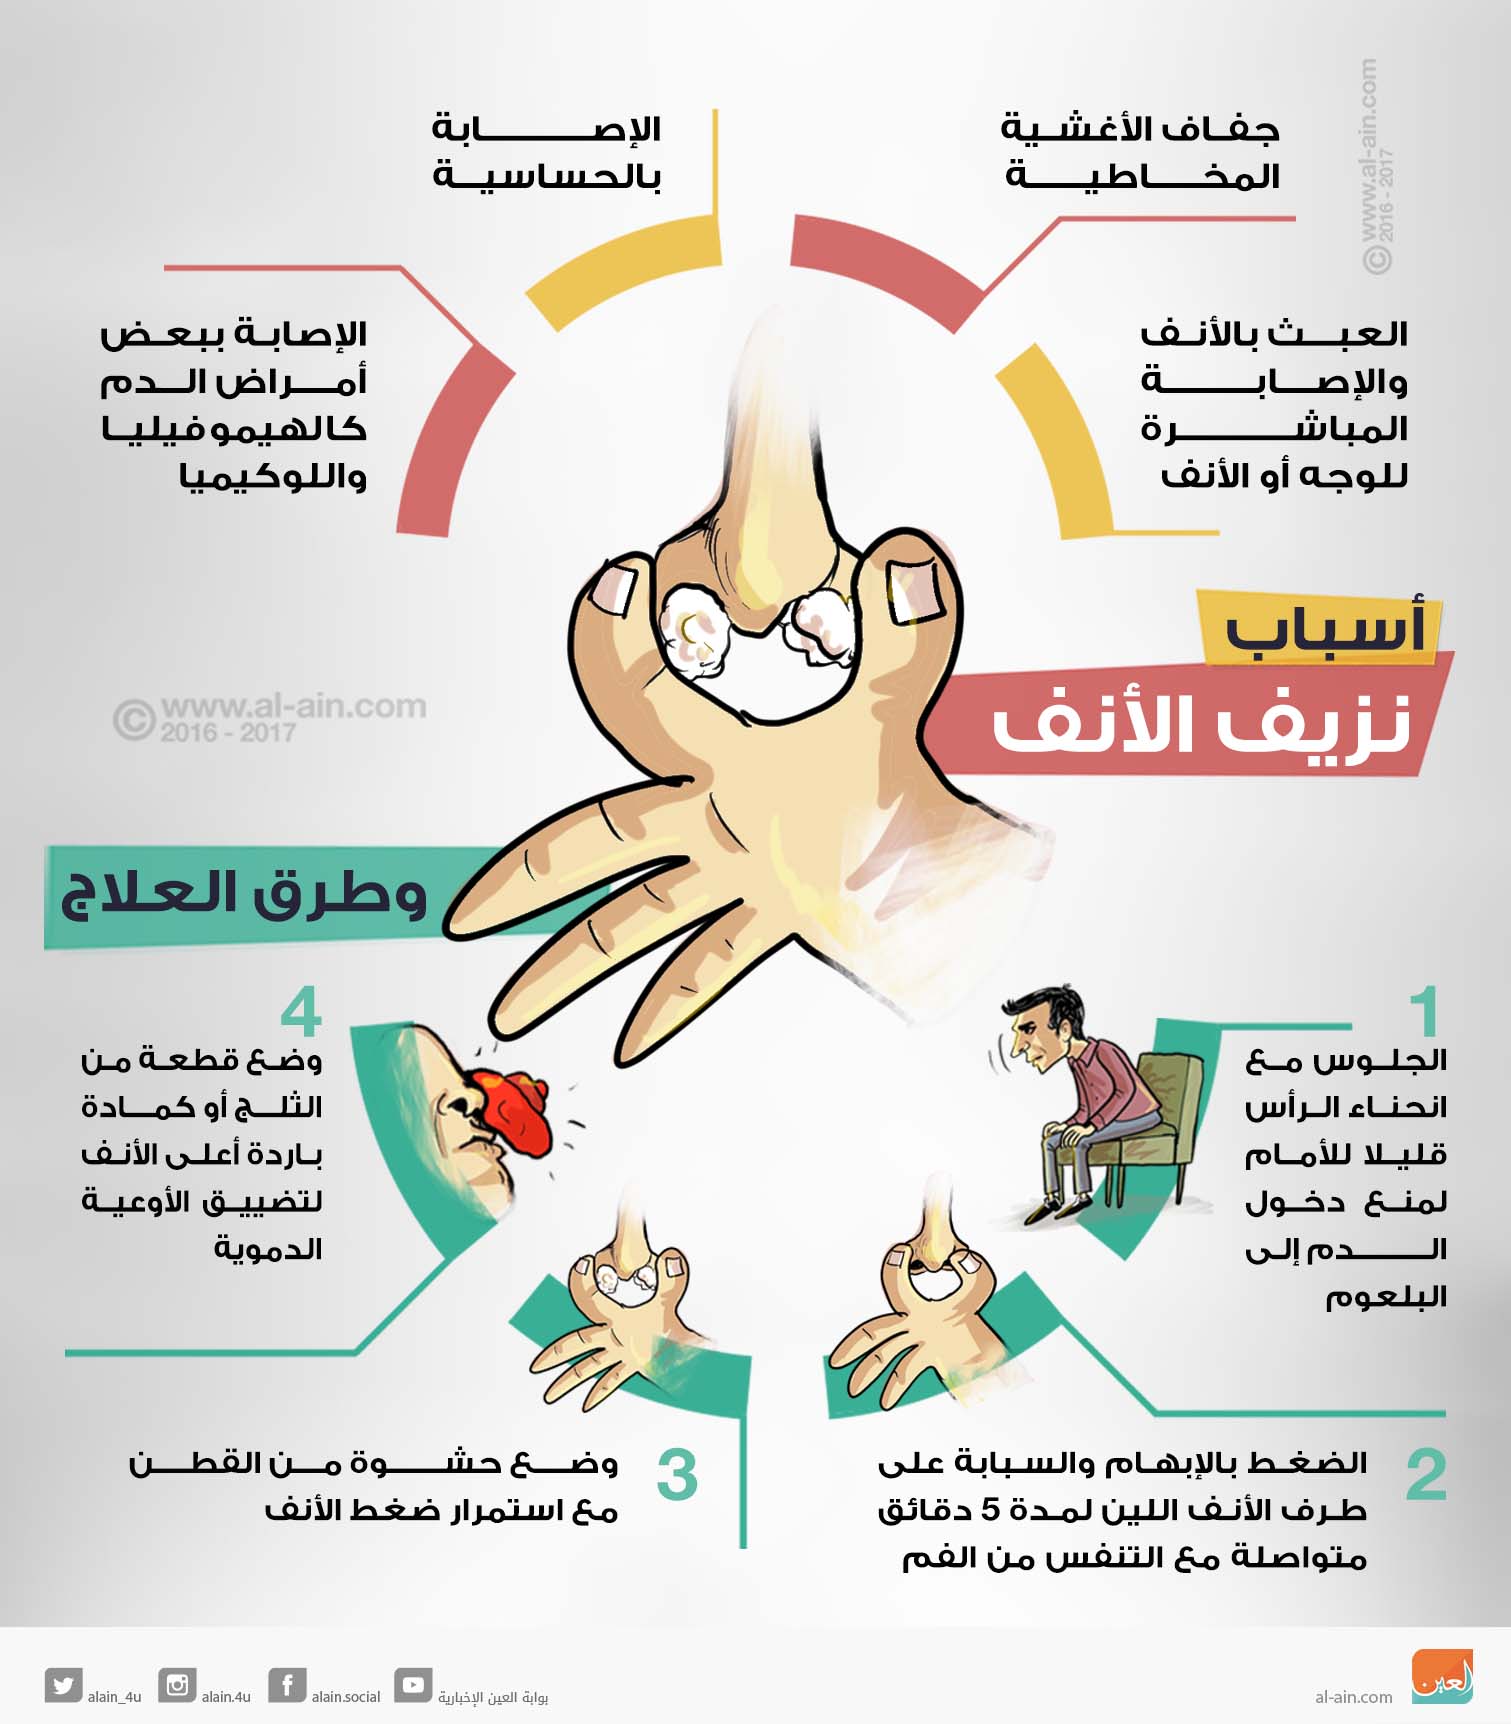 أسباب
نزيف الأنف
جفاف الأغشية
المخاطية
© www.al-ain.com
2016 - 2017
العبث بالأنف
والإصابة
المباشرة
للوجه أو الأنف
الإصابة
بالحساسية
الإصابة ببعض
أمراض الدم
كالهيموفيليا
واللوكيميا
© www.al-ain.com
2016 - 2017
وطرق العلاج
1
الجلوس مع
انحناء الرأس
قليلا للأمام
لمنع دخول
الدم إلى
البلعوم
2
الضغط بالإبهام والسبابة على
طرف الأنف اللين لمدة 5 دقائق
متواصلة مع التنفس من الفم
3
وضع حشوة من القطن
مع استمرار ضغط الأنف
4
وضع قطعة من
الثلج أو كمادة
باردة أعلى الأنف
لتضييق الأوعية
الدموية
العين
al-ain.com
بوابة العين الإخبارية
alain.social
alain.4u
alain_4u